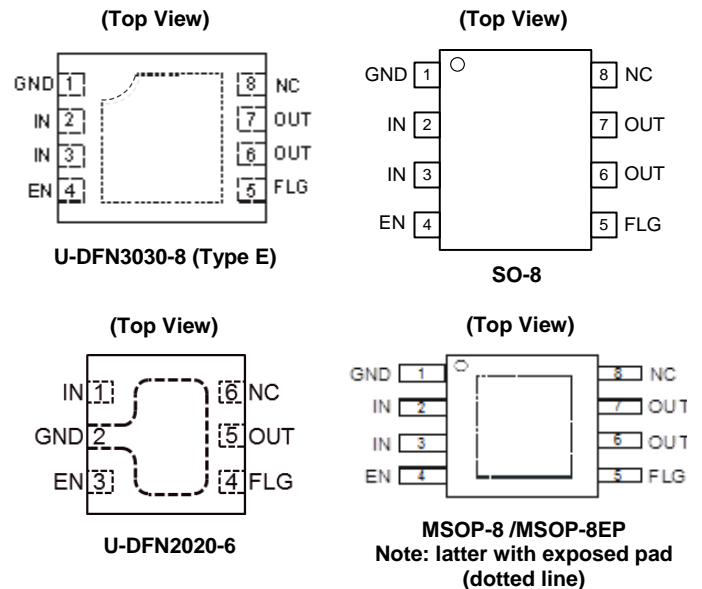 (Top View)
GND 1 8 NC
IN 2 7 OUT
IN 3 6 OUT
EN 4 5 FLG
U-DFN3030-8 (Type E)
(Top View)
GND 1 8 NC
IN 2 7 OUT
IN 3 6 OUT
EN 4 5 FLG
SO-8
(Top View)
IN 1 6 NC
GND 2 5 OUT
EN 3 4 FLG
U-DFN2020-6
(Top View)
GND 1 8 NC
IN 2 7 OUT
IN 3 6 OUT
EN 4 5 FLG
MSOP-8 /MSOP-8EP
Note: latter with exposed pad
(dotted line)